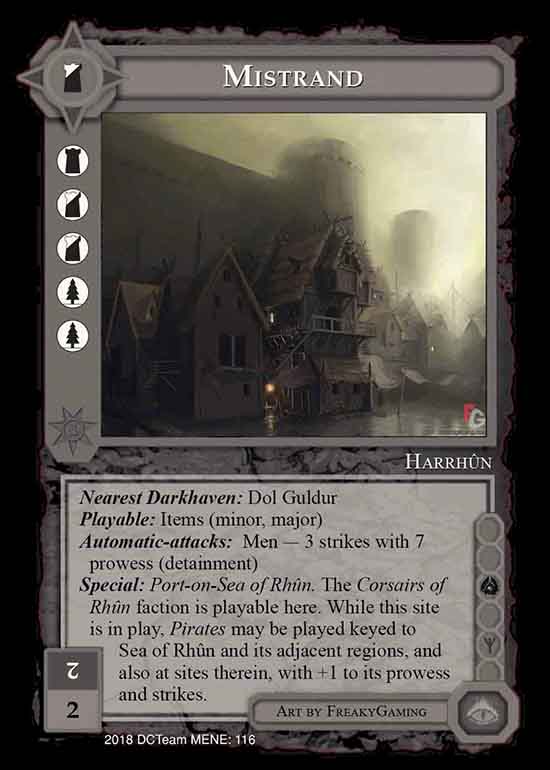 MISTRAND
FG
HARRHÛN
Nearest Darkhaven: Dol Guldur
Playable: Items (minor, major)
Automatic-attacks: Men — 3 strikes with 7
prowess (detainment)
Special: Port-on-Sea of Rhûn. The Corsairs of
Rhûn faction is playable here. While this site
is in play, Pirates may be played keyed to
Sea of Rhûn and its adjacent regions, and
also at sites therein, with +1 to its prowess
and strikes.
2
2
ART BY FREAKYGAMING
2018 DCTeam MENE: 116